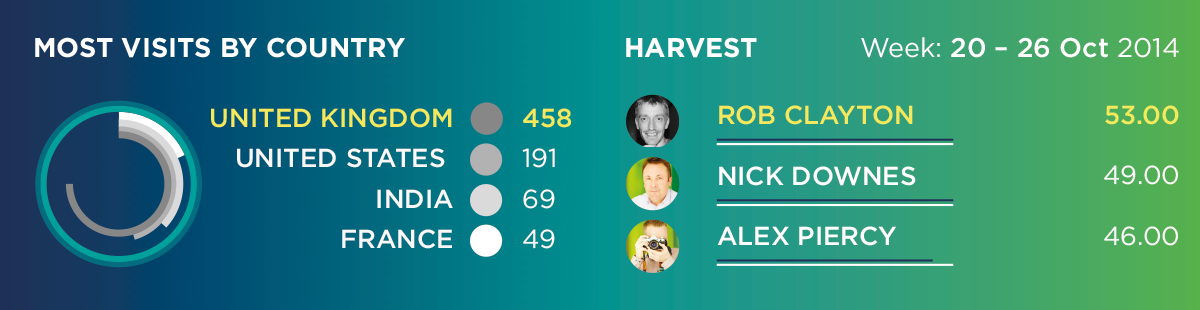 MOST VISITS BY COUNTRY
UNITED KINGDOM 458
UNITED STATES 191
INDIA 69
FRANCE 49
HARVEST Week: 20 – 26 Oct 2014
ROB CLAYTON 53.00
NICK DOWNES 49.00
ALEX PIERCY 46.00